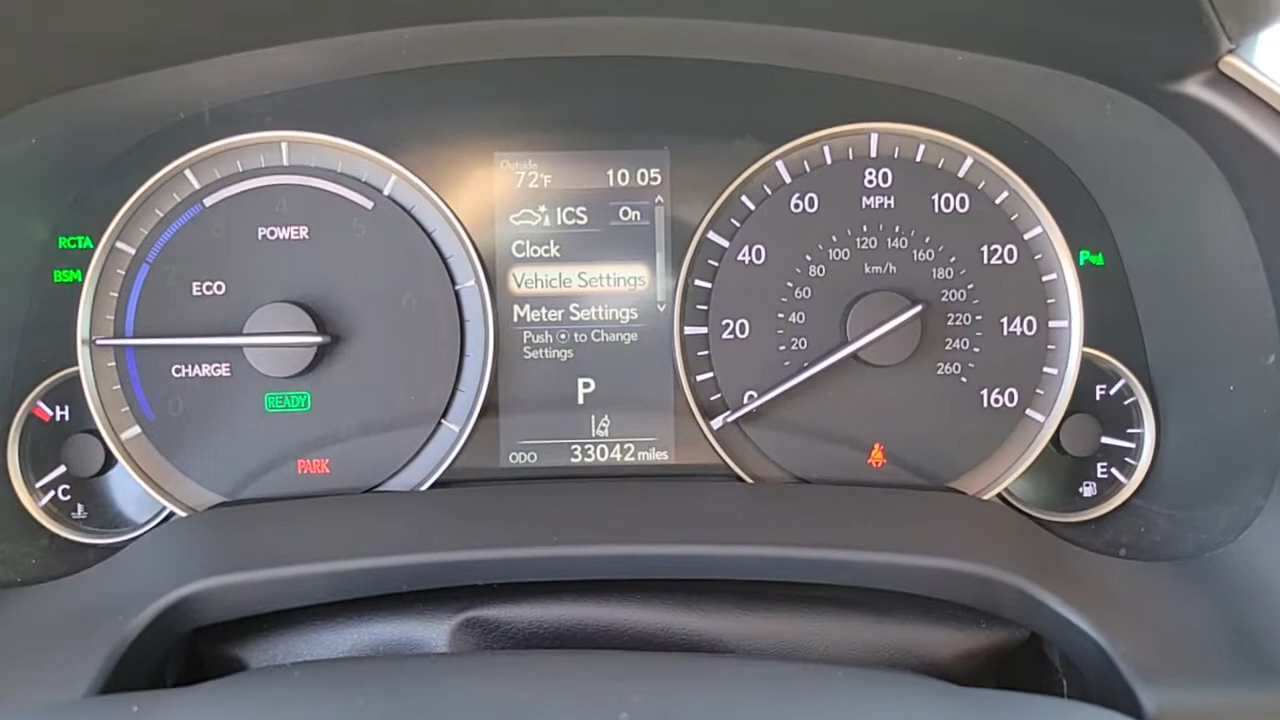 RCTA
BSM
POWER
ECO
CHARGE
READY
PARK
H
C
Outside
72°F 10 05
ICS On
Clock
Vehicle Settings
Meter Settings
Push to Change
Settings
P
ODO 33042 miles
0
20
40
60
80
100
120
140
160
MPH
20
40
60
80
100
120
140
160
180
200
220
240
260
km/h
P
F
E